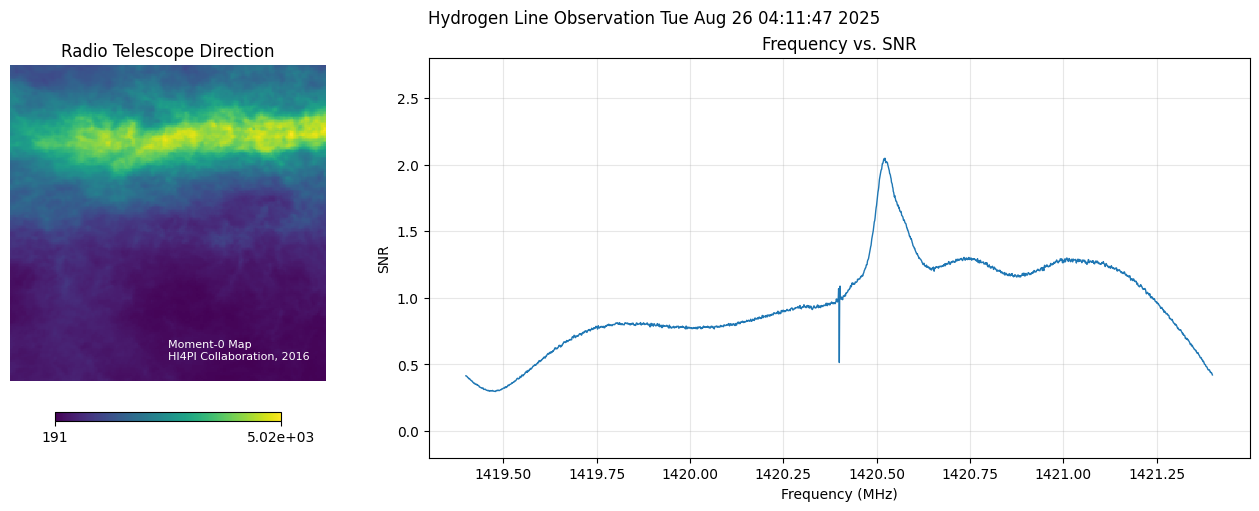 Hydrogen Line Observation Tue Aug 26 04:11:47 2025
Radio Telescope Direction
Moment-0 Map
HI4PI Collaboration, 2016
191
5.02e+03
Frequency vs. SNR
SNR
2.5
2.0
1.5
1.0
0.5
0.0
1419.50
1419.75
1420.00
1420.25
1420.50
1420.75
1421.00
1421.25
Frequency (MHz)